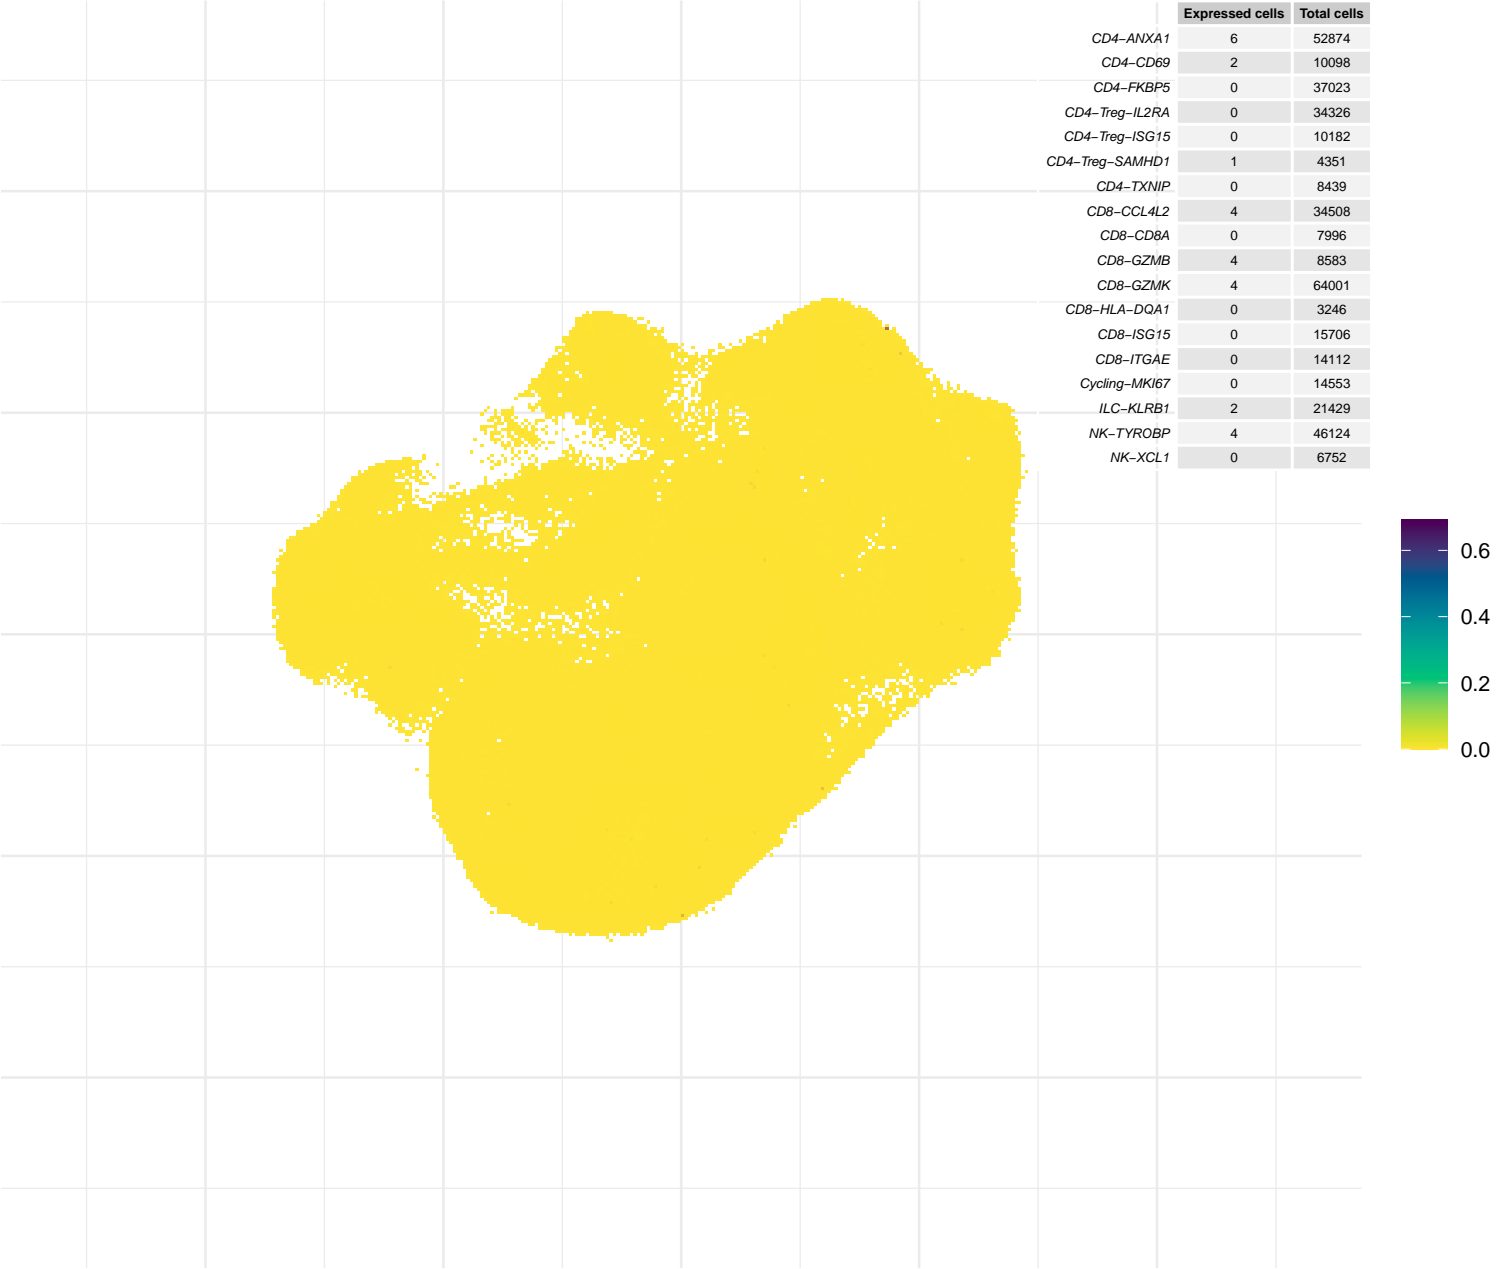 Expressed cells Total cells
CD4−ANXA1 6 52874
CD4−CD69 2 10098
CD4−FKBP5 0 37023
CD4−Treg−IL2RA 0 34326
CD4−Treg−ISG15 0 10182
CD4−Treg−SAMHD1 1 4351
CD4−TXNIP 0 8439
CD8−CCL4L2 4 34508
CD8−CD8A 0 7996
CD8−GZMB 4 8583
CD8−GZMK 4 64001
CD8−HLA−DQA1 0 3246
CD8−ISG15 0 15706
CD8−ITGAE 0 14112
Cycling−MKI67 0 14553
ILC−KLRB1 2 21429
NK−TYROBP 4 46124
NK−XCL1 0 6752
0.6
0.4
0.2
0.0